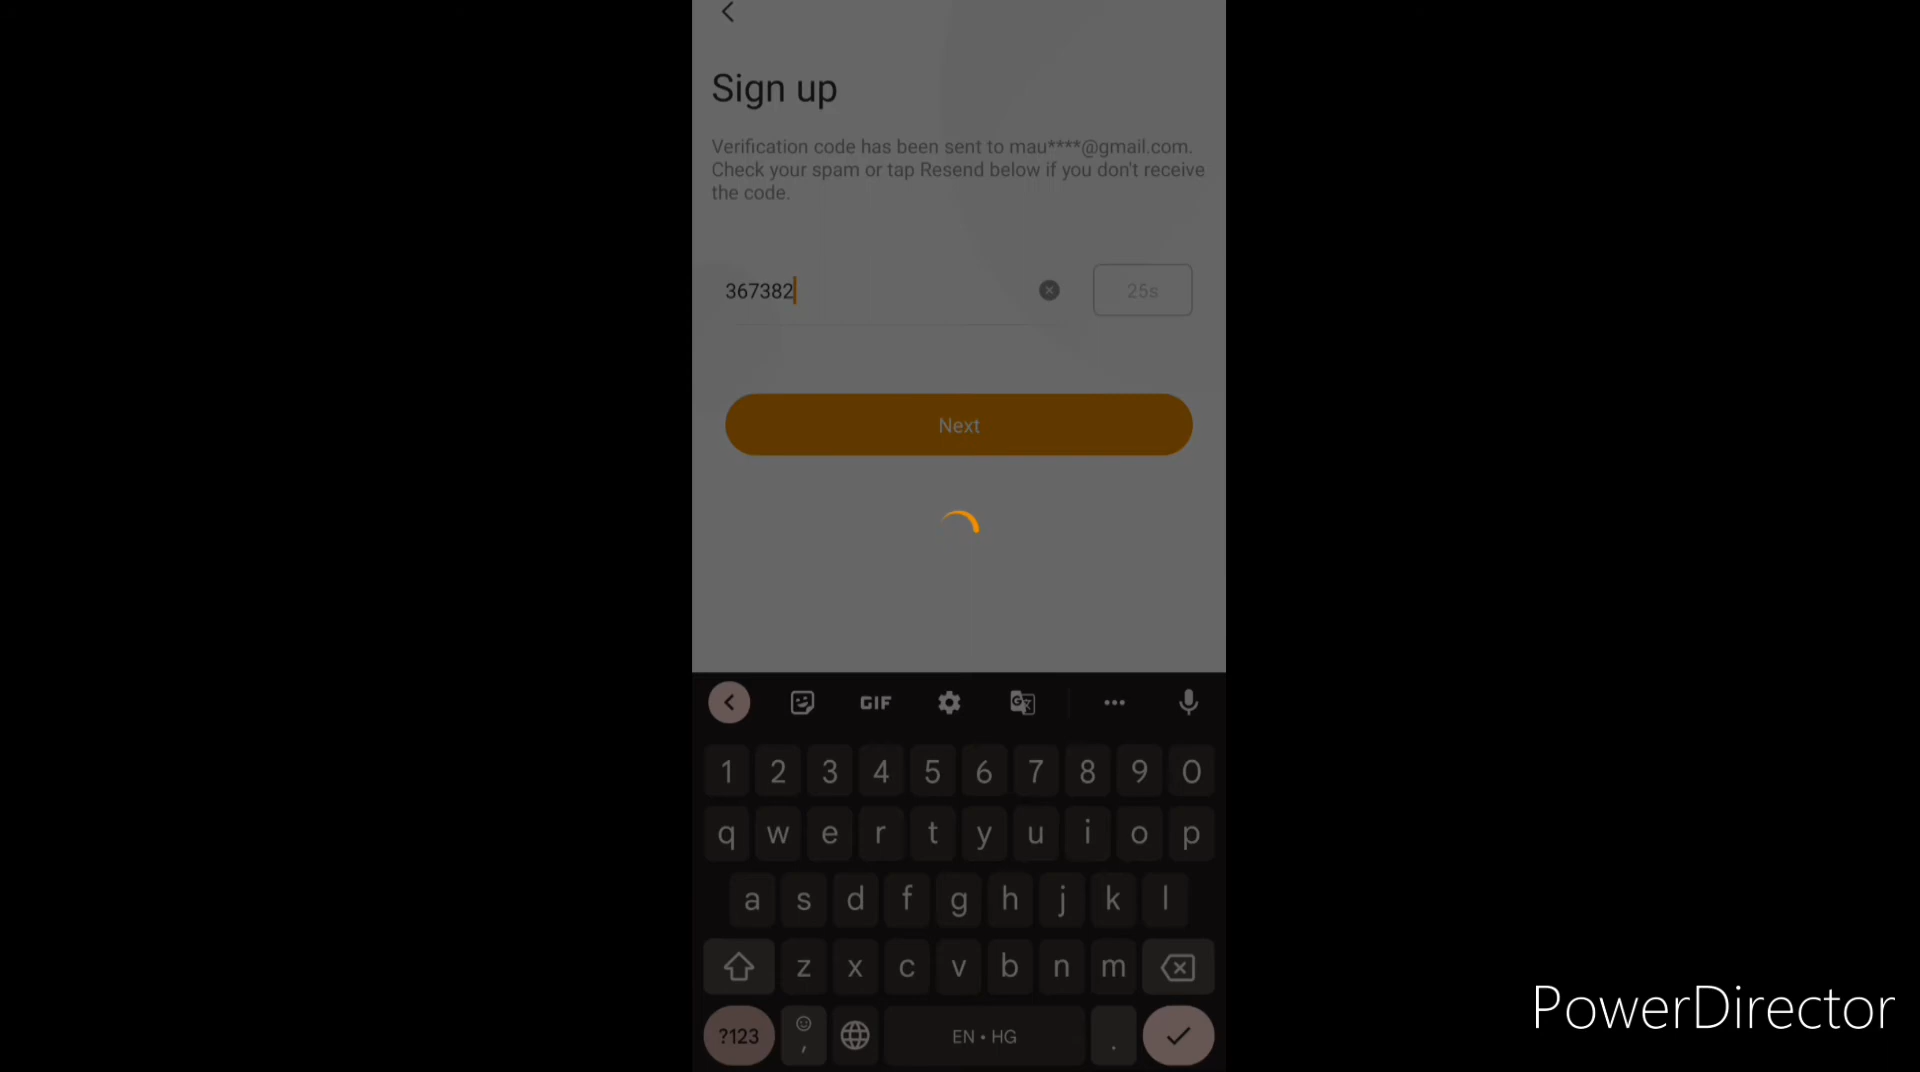 Sign up
Verification code has been sent to mau****@gmail.com.
Check your spam or tap Resend below if you don't receive
the code.
367382
25s
Next
GIF
1 2 3 4 5 6 7 8 9 0
q w e r t y u i o p
a s d f g h j k l
z x c v b n m
?123 , EN • HG .
PowerDirector